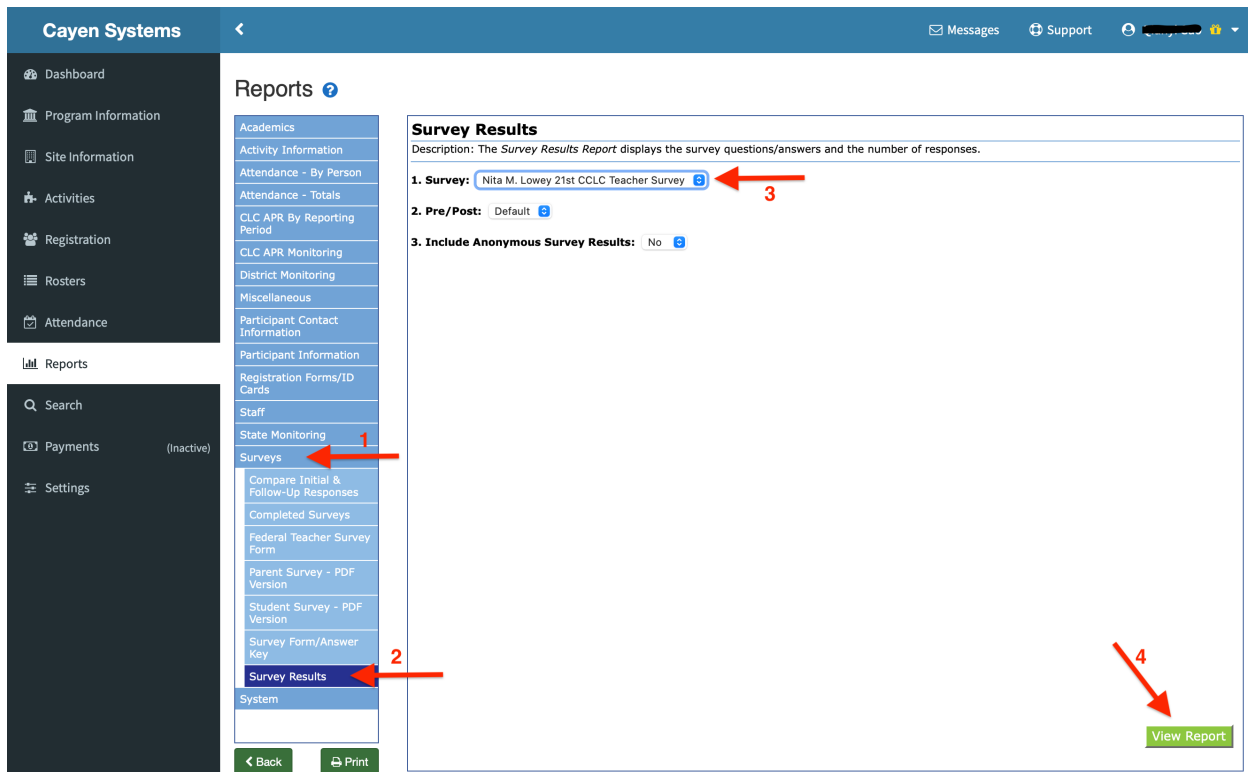 Cayen Systems
Messages
Support
Dashboard
Program Information
Site Information
Activities
Registration
Rosters
Attendance
Reports
Search
Payments (Inactive)
Settings
Reports ?
Academics
Activity Information
Attendance - By Person
Attendance - Totals
CLC APR By Reporting
Period
CLC APR Monitoring
District Monitoring
Miscellaneous
Participant Contact
Information
Participant Information
Registration Forms/ID
Cards
Staff
State Monitoring
1
Surveys
Compare Initial &
Follow-Up Responses
Completed Surveys
Federal Teacher Survey
Form
Parent Survey - PDF
Version
Student Survey - PDF
Version
Survey Form/Answer
Key
2
Survey Results
System
Back
Print
Survey Results
Description: The Survey Results Report displays the survey questions/answers and the number of responses.
1. Survey: Nita M. Lowey 21st CCLC Teacher Survey
3
2. Pre/Post: Default
3. Include Anonymous Survey Results: No
4
View Report